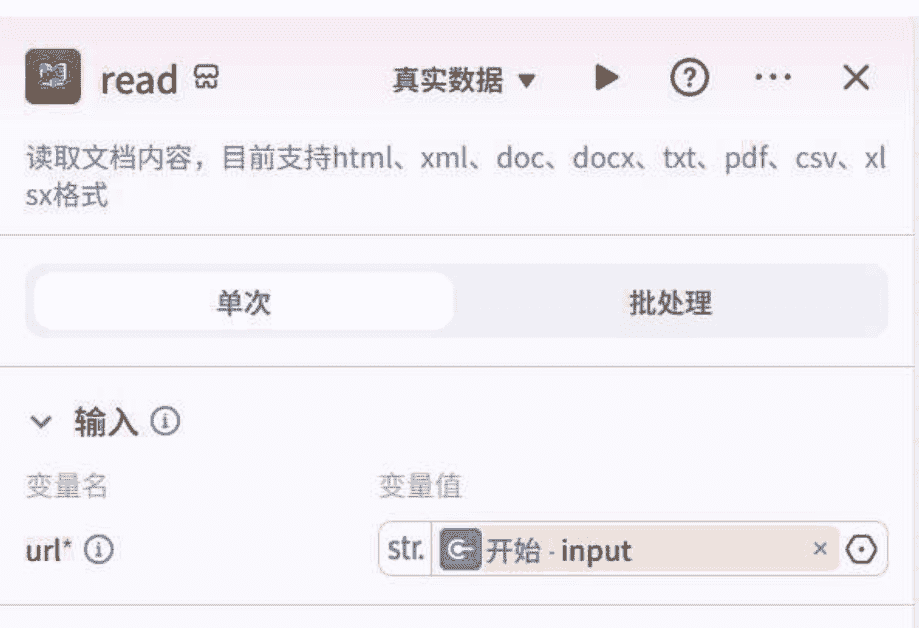 read 真实数据
读取文档内容，目前支持html、xml、doc、docx、txt、pdf、csv、xl
sx格式
单次 批处理
输入
变量名 变量值
url* str. 开始 - input